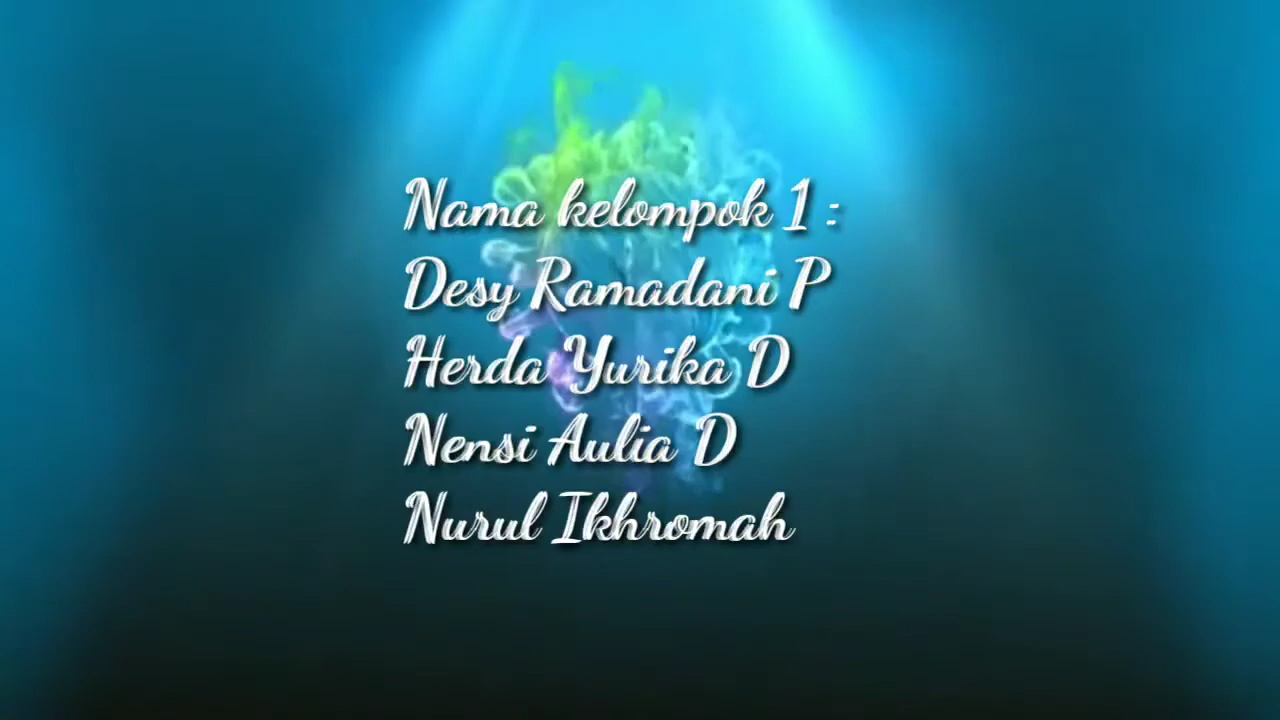 Nama kelompok 1 :
Desy Ramadani P
Herda Yurika D
Nensi Aulia D
Nurul Ikhromah